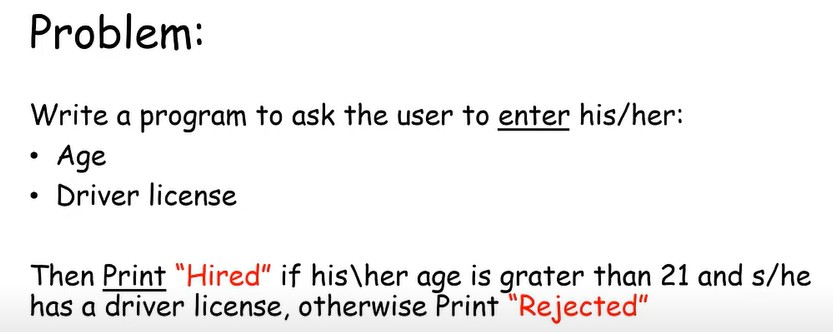 Problem:
Write a program to ask the user to enter his/her:
• Age
• Driver license
Then Print “Hired” if his\her age is grater than 21 and s/he
has a driver license, otherwise Print “Rejected”